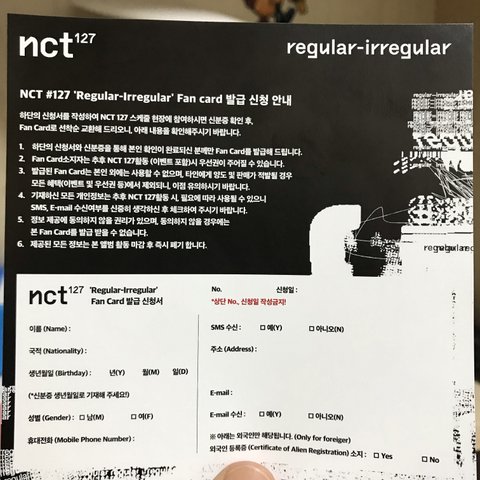 nct127
regular-irregular
NCT #127 'Regular-Irregular' Fan card 발급 신청 안내
하단의 신청서를 작성하여 NCT 127 스케줄 현장에 참여하시면 신분증 확인 후,
Fan Card로 선착순 교환해 드리오니, 아래 내용을 확인해주시기 바랍니다.
1. 하단의 신청서와 신분증을 통해 본인 확인이 완료되신 분께만 Fan Card를 발급해 드립니다.
2. Fan Card소지자는 추후 NCT 127활동 (이벤트 포함)시 우선권이 주어질 수 있습니다.
3. 발급된 Fan Card는 본인 외에는 사용할 수 없으며, 타인에게 양도 및 판매가 적발될 경우
모든 혜택(이벤트 및 우선권 등)에서 제외되니, 이점 유의하시기 바랍니다.
4. 기재하신 모든 개인정보는 추후 NCT 127활동 시, 필요에 따라 사용될 수 있으니
SMS, E-mail 수신여부를 신중히 생각하신 후 체크하여 주시기 바랍니다.
5. 정보 제공에 동의하지 않을 권리가 있으며, 동의하지 않을 경우에는
본 Fan Card를 발급 받을 수 없습니다.
6. 제공된 모든 정보는 본 앨범 활동 마감 후 즉시 폐기 합니다.
regular-irregular
nct127 'Regular-Irregular'
Fan Card 발급 신청서
No. 신청일 :
*상단 No., 신청일 작성금지!
이름 (Name) :
SMS 수신 : □ 예(Y) □ 아니오(N)
국적 (Nationality) :
주소 (Address) :
생년월일 (Birthday) : 년(Y) 월(M) 일(D)
(*신분증 생년월일로 기재해 주세요!)
E-mail :
성별 (Gender) : □ 남(M) □ 여(F)
E-mail 수신 : □ 예(Y) □ 아니오(N)
휴대전화 (Mobile Phone Number) :
※ 아래는 외국인만 해당됩니다. (Only for foreiger)
외국인 등록증 (Certificate of Alien Registration) 소지 : □ Yes □ No